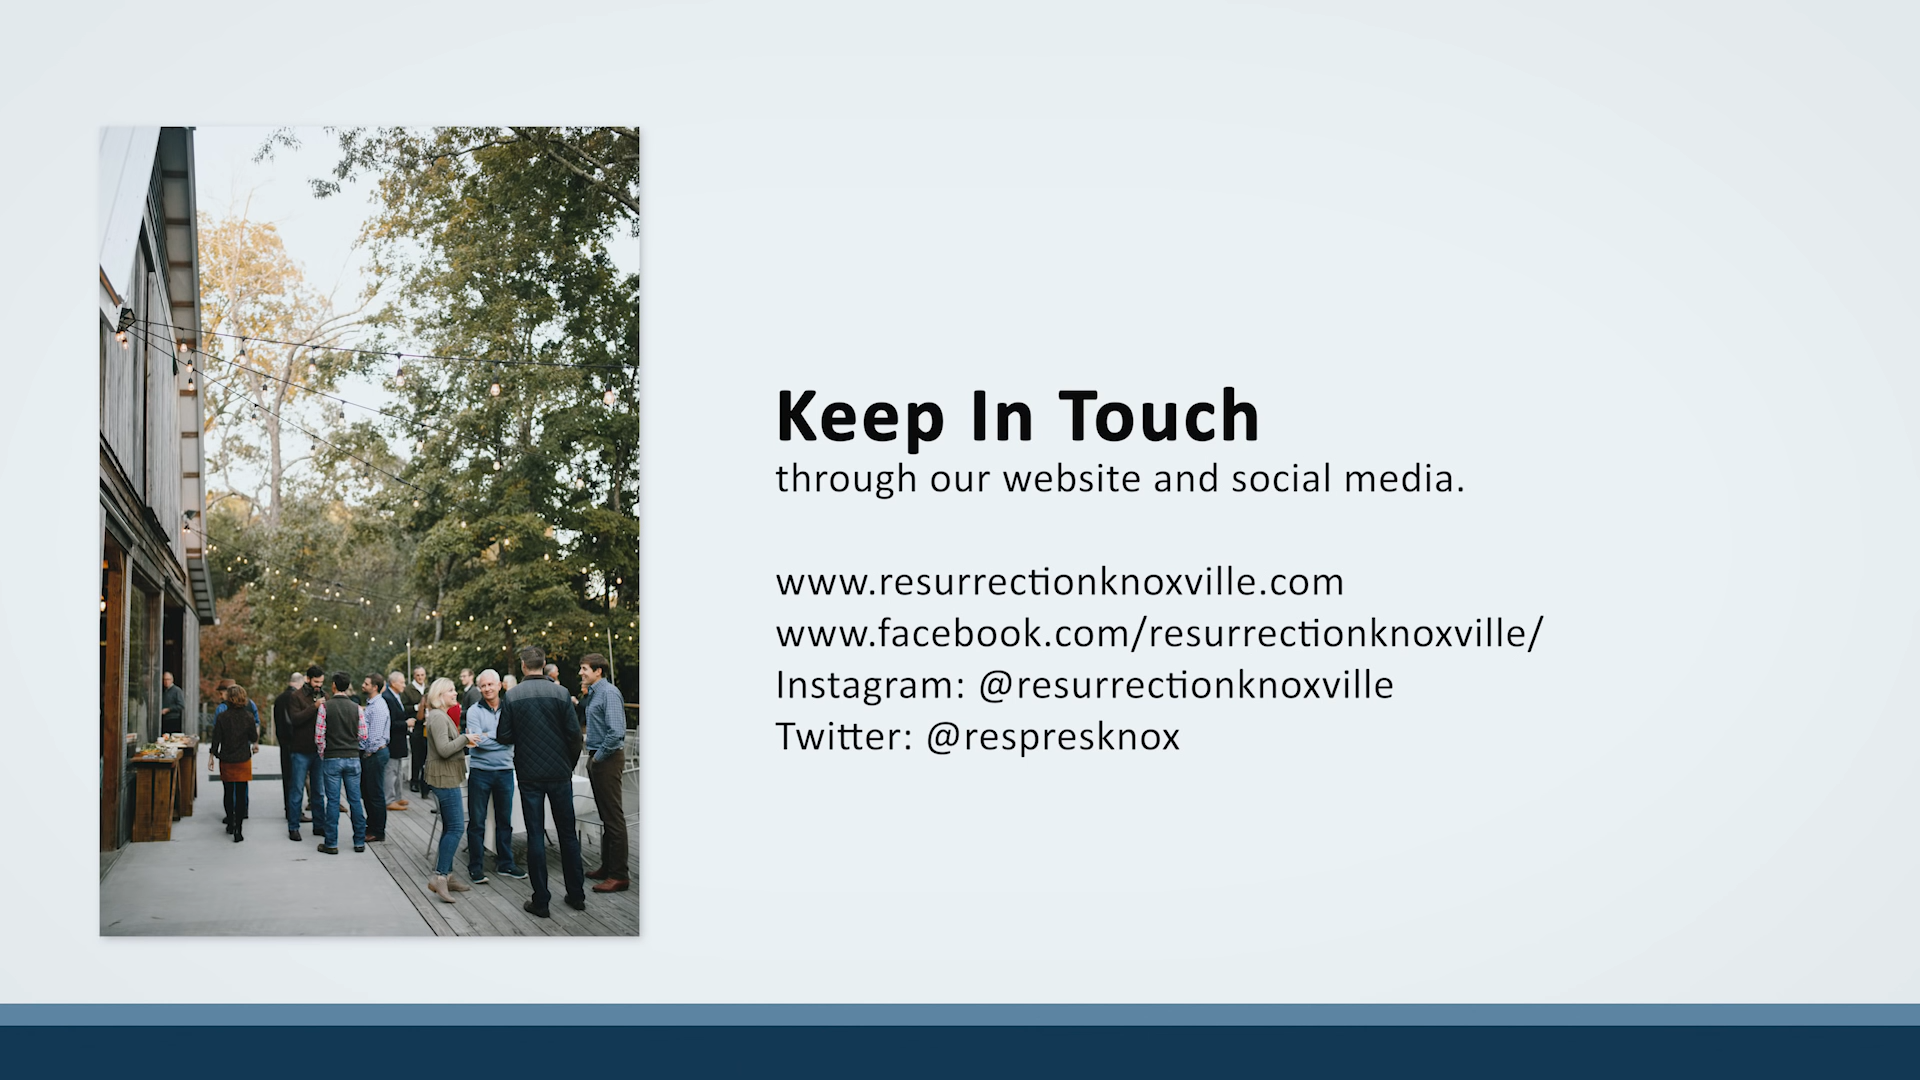 Keep In Touch
through our website and social media.
www.resurrectionknoxville.com
www.facebook.com/resurrectionknoxville/
Instagram: @resurrectionknoxville
Twitter: @respresknox